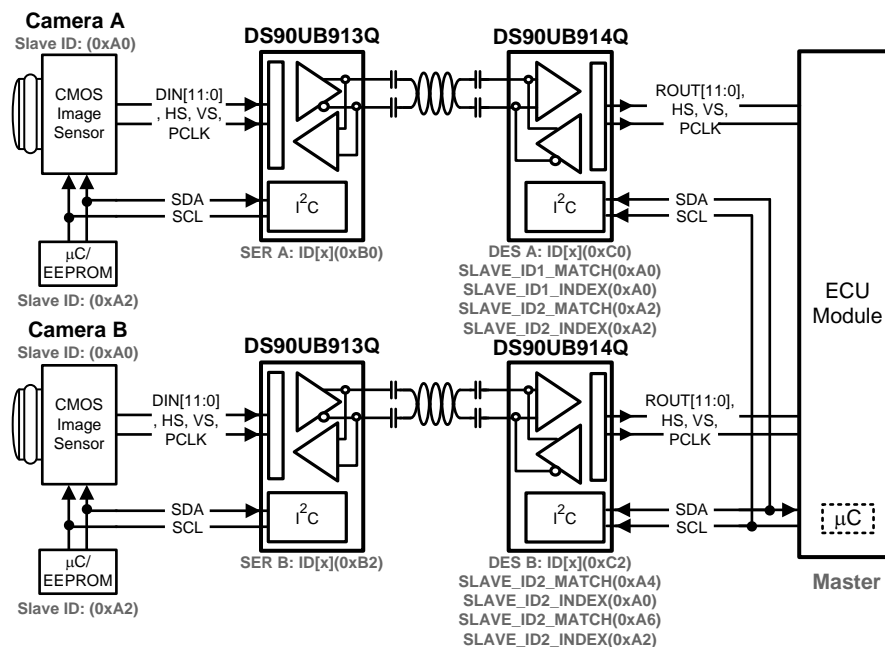 Camera A
Slave ID: (0xA0)
CMOS
Image
Sensor
DIN[11:0]
, HS, VS,
PCLK
SDA
SCL
µC/
EEPROM
Slave ID: (0xA2)
DS90UB913Q
I2C
SER A: ID[x](0xB0)
DS90UB914Q
I2C
DES A: ID[x](0xC0)
SLAVE_ID1_MATCH(0xA0)
SLAVE_ID1_INDEX(0xA0)
SLAVE_ID2_MATCH(0xA2)
SLAVE_ID2_INDEX(0xA2)
ROUT[11:0],
HS, VS,
PCLK
SDA
SCL
Camera B
Slave ID: (0xA0)
CMOS
Image
Sensor
DIN[11:0]
, HS, VS,
PCLK
SDA
SCL
µC/
EEPROM
Slave ID: (0xA2)
DS90UB913Q
I2C
SER B: ID[x](0xB2)
DS90UB914Q
I2C
DES B: ID[x](0xC2)
SLAVE_ID2_MATCH(0xA4)
SLAVE_ID2_INDEX(0xA0)
SLAVE_ID2_MATCH(0xA6)
SLAVE_ID2_INDEX(0xA2)
ROUT[11:0],
HS, VS,
PCLK
SDA
SCL
ECU
Module
µC
Master